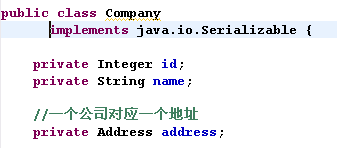 public class Company
implements java.io.Serializable {
private Integer id;
private String name;
//一个公司对应一个地址
private Address address;